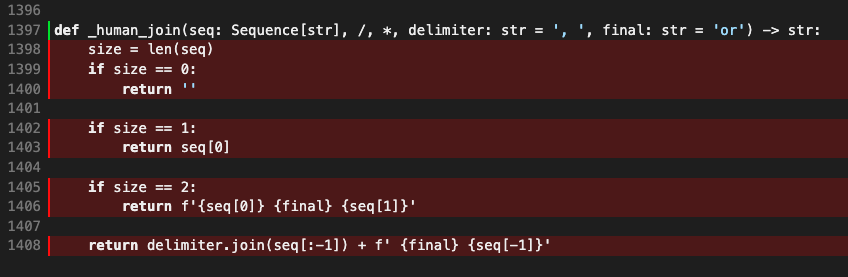 1396
1397 def _human_join(seq: Sequence[str], /, *, delimiter: str = ', ', final: str = 'or') -> str:
1398     size = len(seq)
1399     if size == 0:
1400         return ''
1401
1402     if size == 1:
1403         return seq[0]
1404
1405     if size == 2:
1406         return f'{seq[0]} {final} {seq[1]}'
1407
1408     return delimiter.join(seq[:-1]) + f' {final} {seq[-1]}'